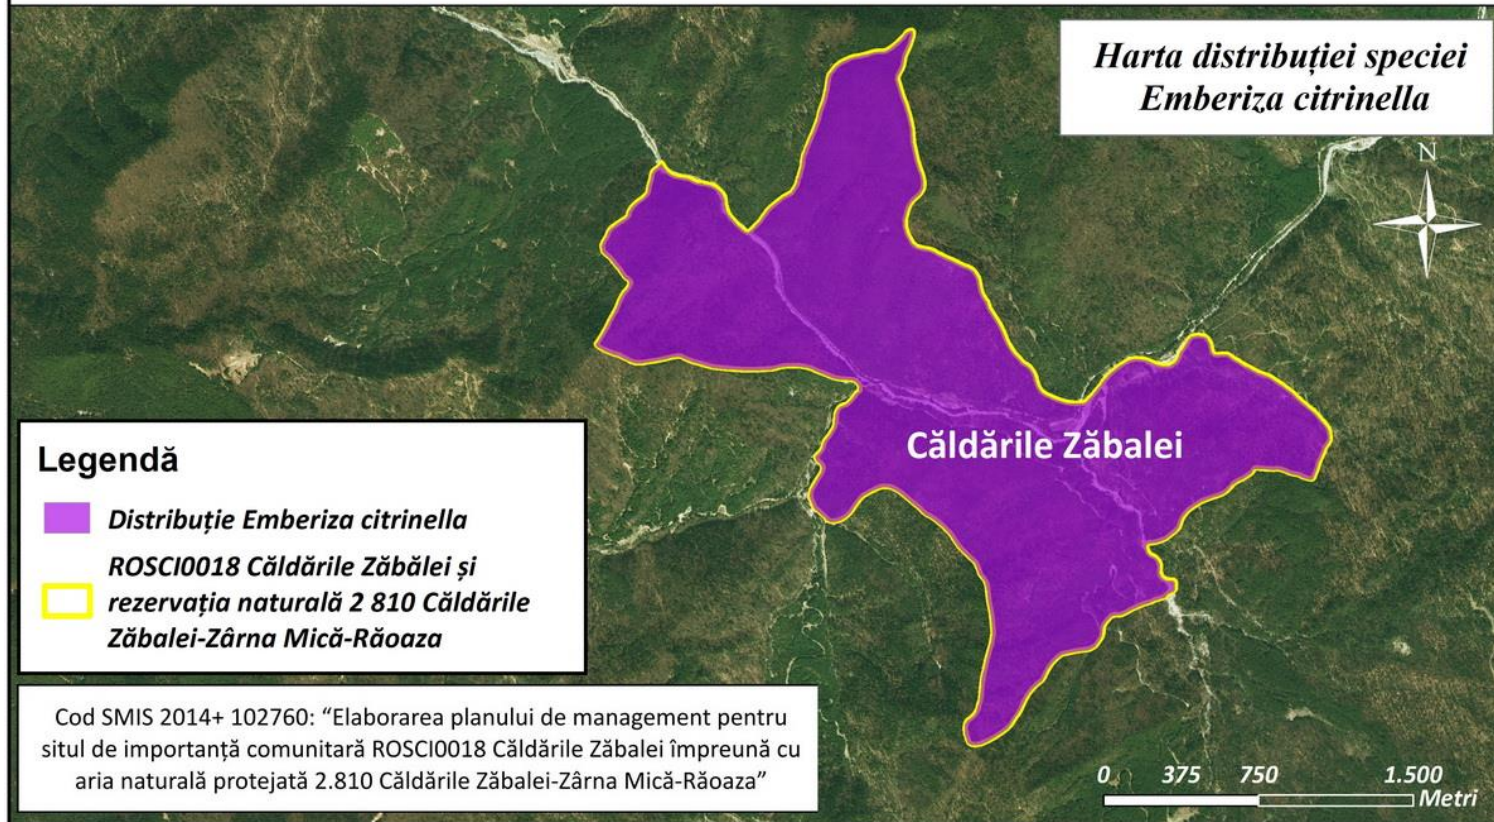 Harta distribuției speciei
Emberiza citrinella
N
Căldările Zăbalei
Legendă
Distribuție Emberiza citrinella
ROSCI0018 Căldările Zăbălei și
rezervația naturală 2 810 Căldările
Zăbalei-Zârna Mică-Răoaza
Cod SMIS 2014+ 102760: “Elaborarea planului de management pentru
situl de importanță comunitară ROSCI0018 Căldările Zăbalei împreună cu
aria naturală protejată 2.810 Căldările Zăbalei-Zârna Mică-Răoaza”
0 375 750 1.500
Metri